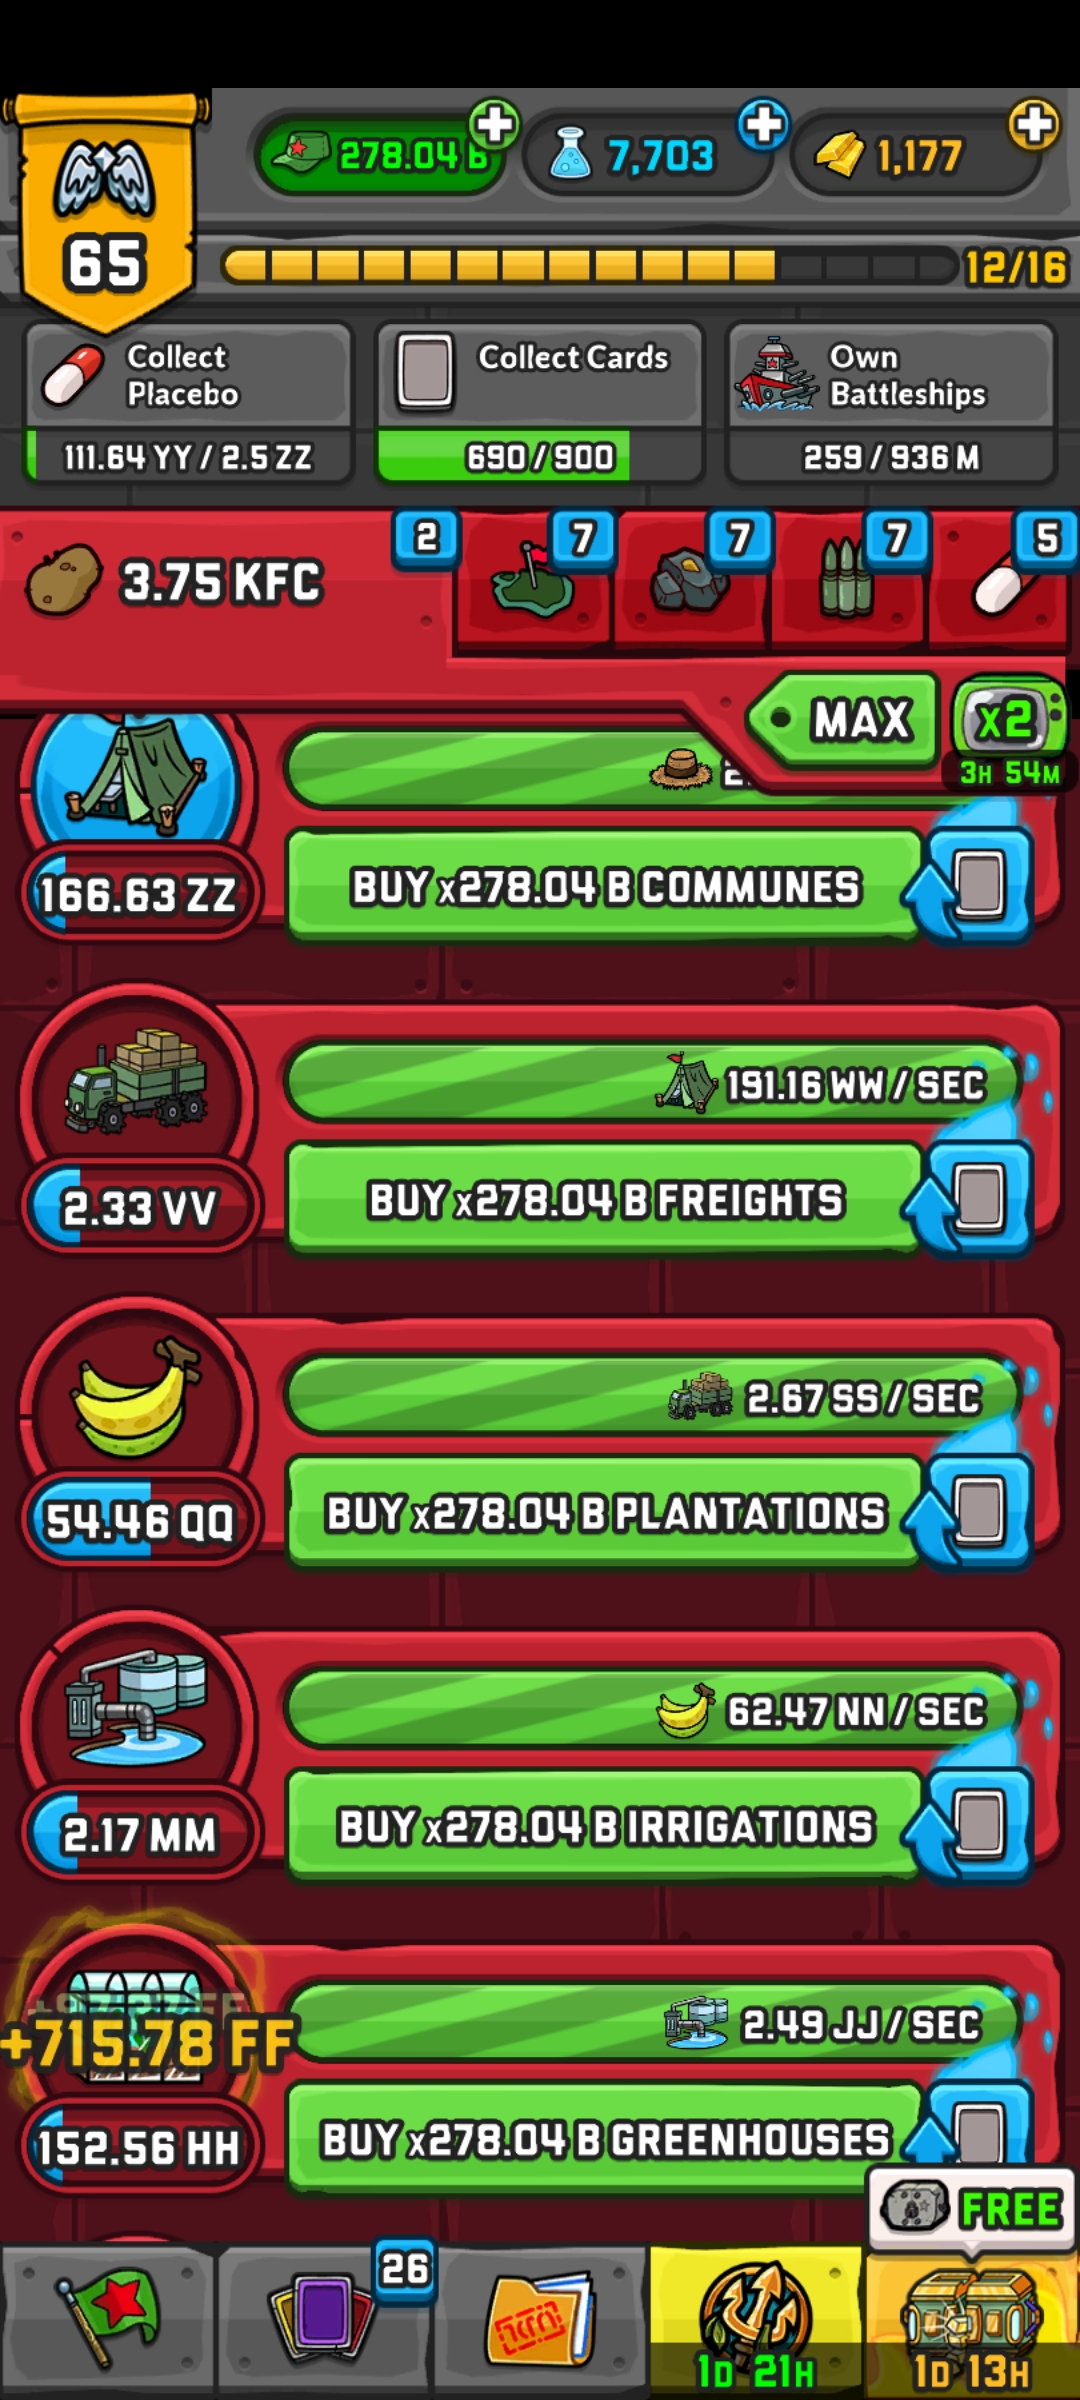 278.04 B
7,703
1,177
65
12/16
Collect
Placebo
Collect Cards
Own
Battleships
111.64 YY / 2.5 ZZ
690 / 900
259 / 936 M
3.75 KFC
2
7
7
7
5
MAX
x2
3H 54M
166.63 ZZ
BUY x278.04 B COMMUNES
191.16 WW / SEC
2.33 VV
BUY x278.04 B FREIGHTS
2.67 SS / SEC
54.46 QQ
BUY x278.04 B PLANTATIONS
62.47 NN / SEC
2.17 MM
BUY x278.04 B IRRIGATIONS
+715.78 FF
2.49 JJ / SEC
152.56 HH
BUY x278.04 B GREENHOUSES
FREE
26
1D 21H
1D 13H